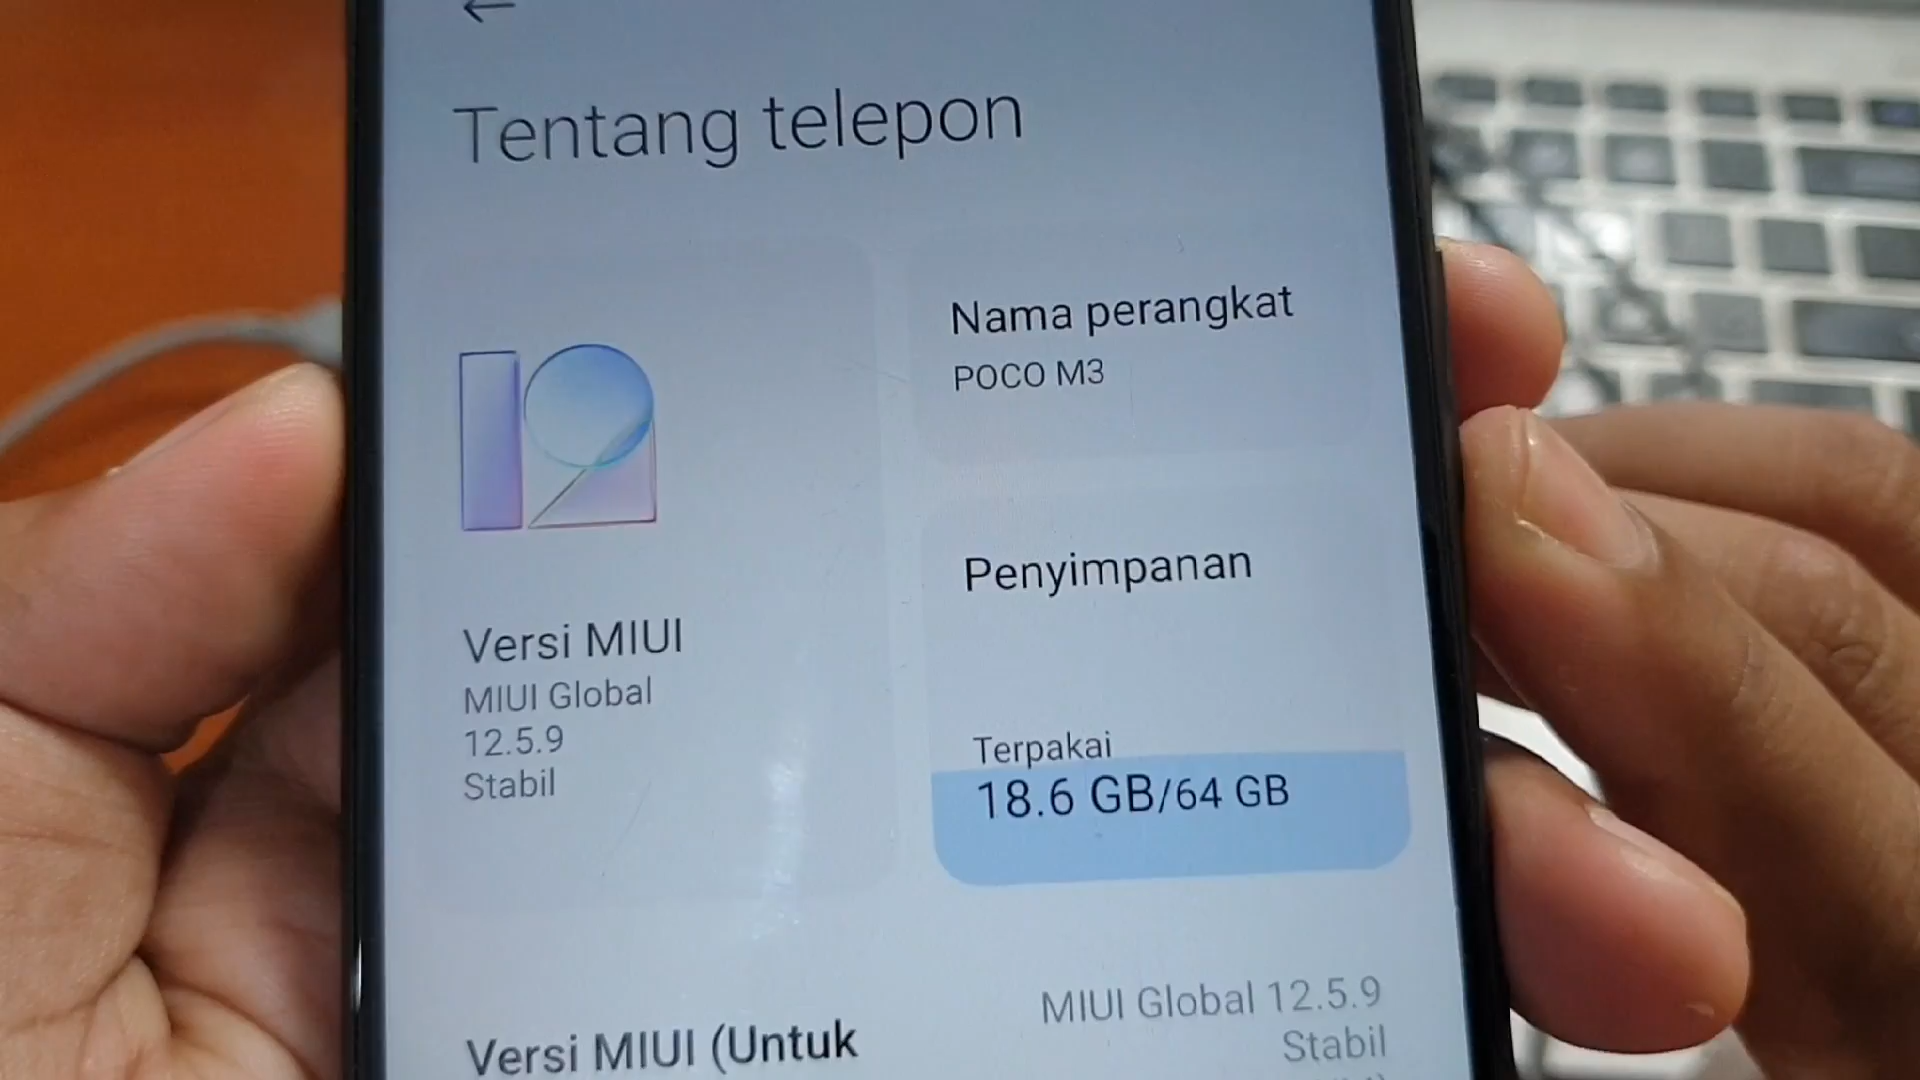 Tentang telepon
12
Versi MIUI
MIUI Global
12.5.9
Stabil
Nama perangkat
POCO M3
Penyimpanan
Terpakai
18.6 GB/64 GB
Versi MIUI (Untuk
MIUI Global 12.5.9
Stabil